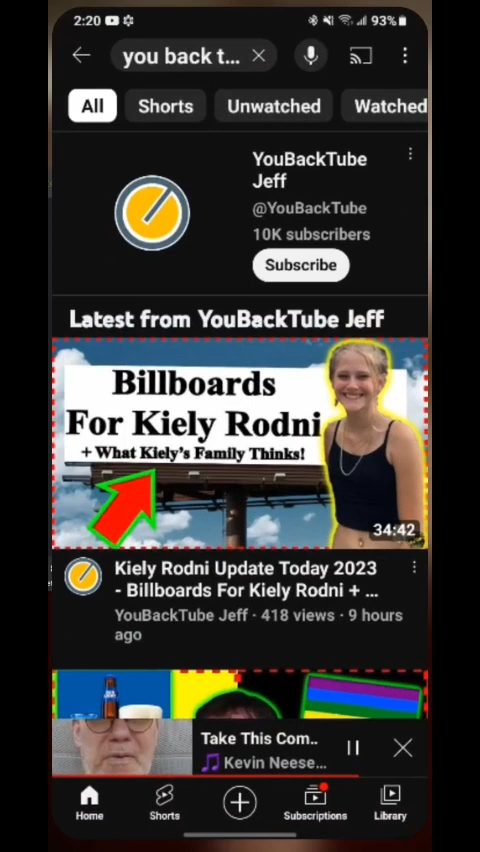 2:20
93%
you back t...
All
Shorts
Unwatched
Watched
YouBackTube
Jeff
@YouBackTube
10K subscribers
Subscribe
Latest from YouBackTube Jeff
Billboards
For Kiely Rodni
+ What Kiely's Family Thinks!
34:42
Kiely Rodni Update Today 2023
- Billboards For Kiely Rodni + ...
YouBackTube Jeff · 418 views · 9 hours
ago
Take This Com..
Kevin Neese...
Home
Shorts
Subscriptions
Library